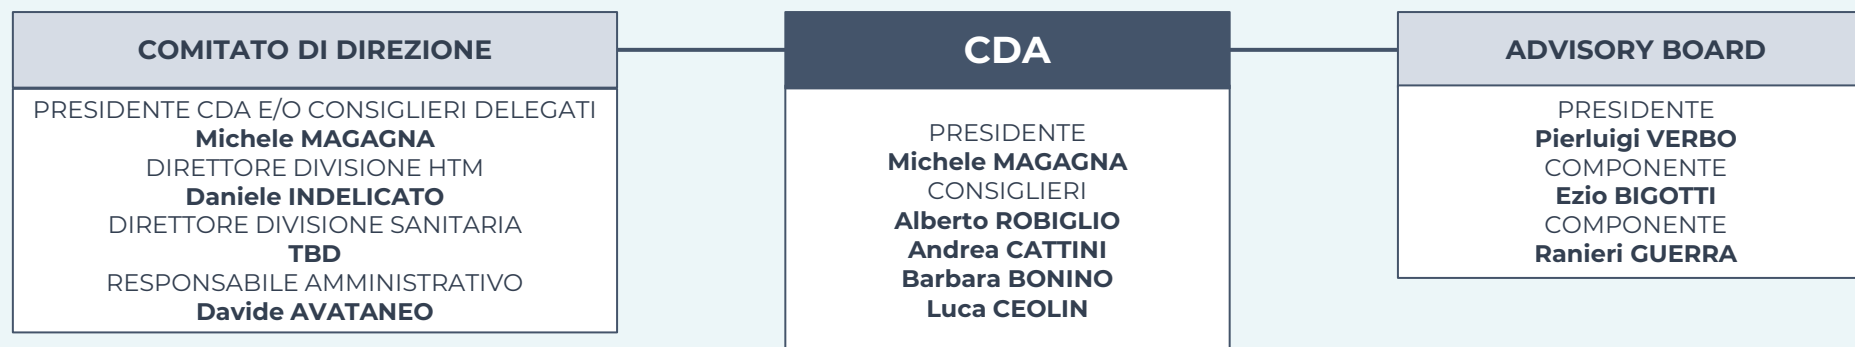 COMITATO DI DIREZIONE
PRESIDENTE CDA E/O CONSIGLIERI DELEGATI
Michele MAGAGNA
DIRETTORE DIVISIONE HTM
Daniele INDELICATO
DIRETTORE DIVISIONE SANITARIA
TBD
RESPONSABILE AMMINISTRATIVO
Davide AVATANEO
CDA
PRESIDENTE
Michele MAGAGNA
CONSIGLIERI
Alberto ROBIGLIO
Andrea CATTINI
Barbara BONINO
Luca CEOLIN
ADVISORY BOARD
PRESIDENTE
Pierluigi VERBO
COMPONENTE
Ezio BIGOTTI
COMPONENTE
Ranieri GUERRA